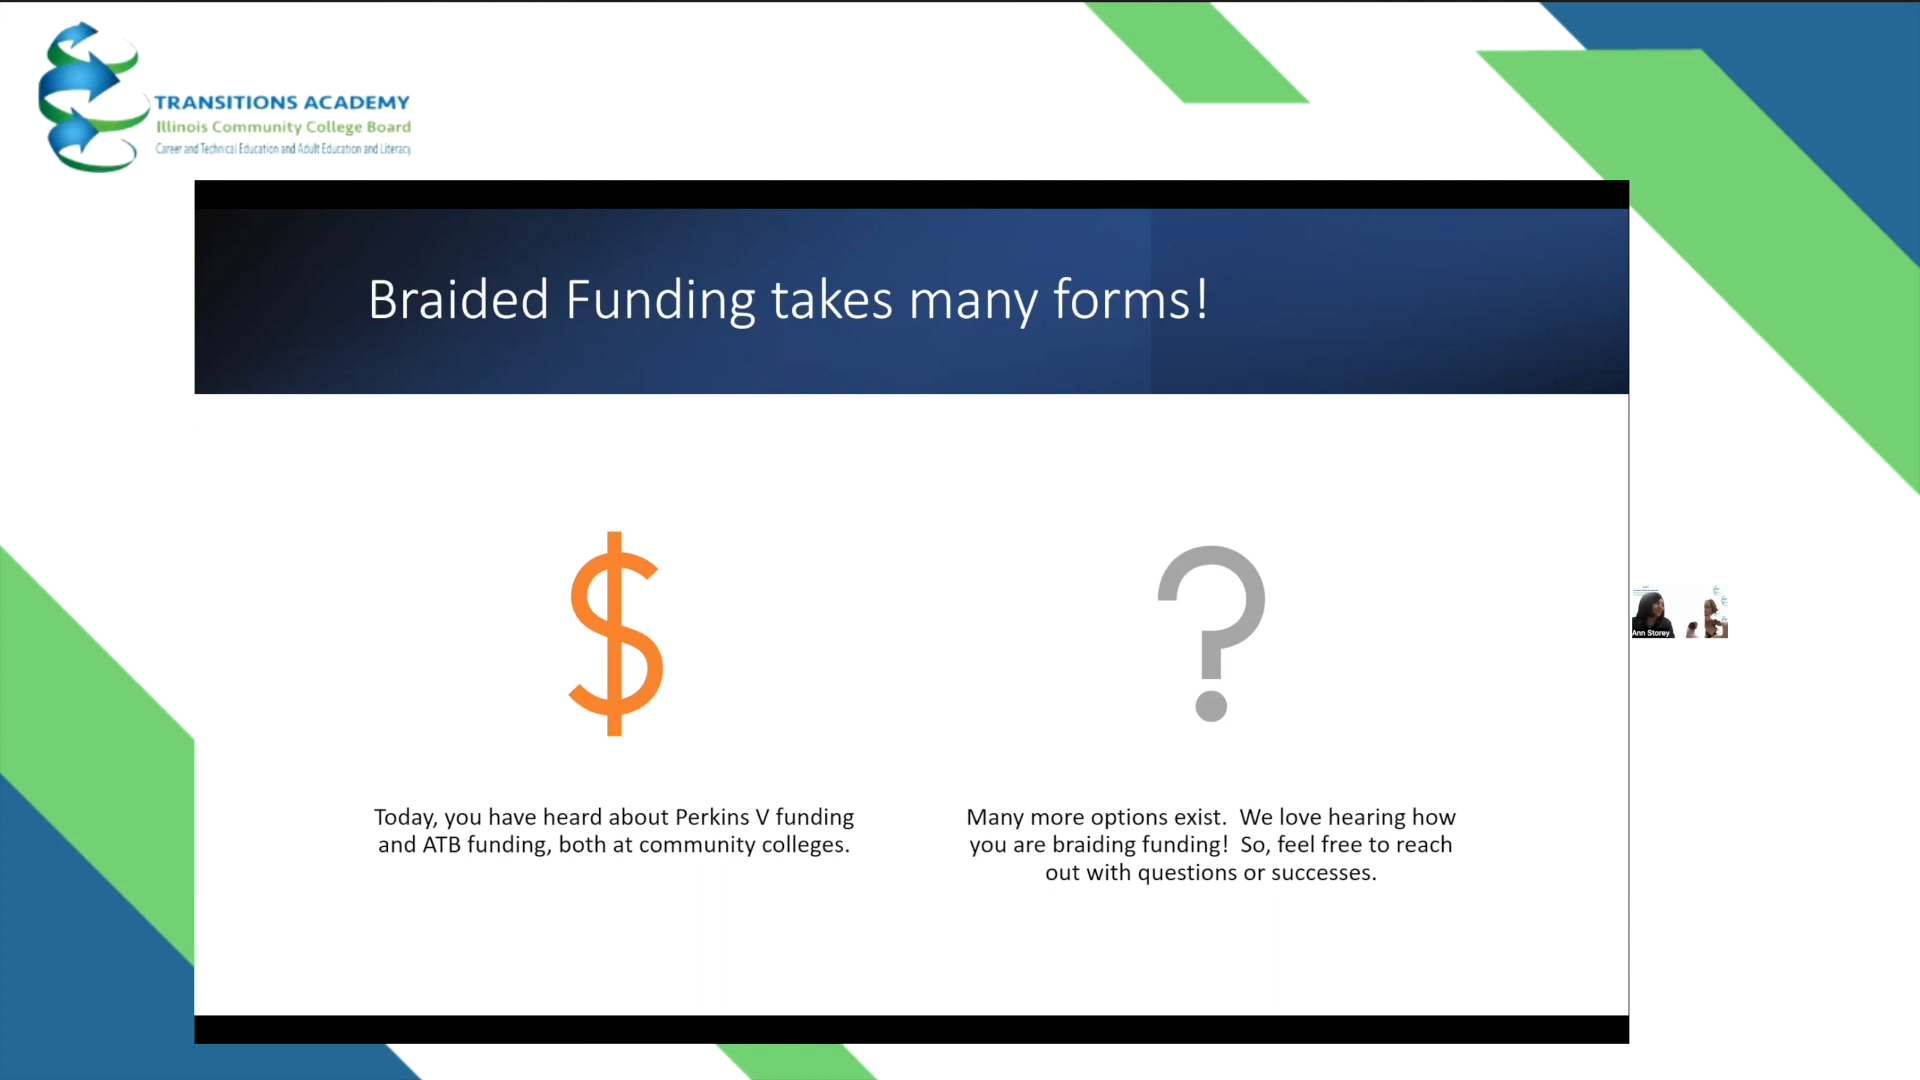 TRANSITIONS ACADEMY
Illinois Community College Board
Career and Technical Education and Adult Education and Literacy
Braided Funding takes many forms!
$
?
Today, you have heard about Perkins V funding
and ATB funding, both at community colleges.
Many more options exist.  We love hearing how
you are braiding funding!  So, feel free to reach
out with questions or successes.
Ann Storey